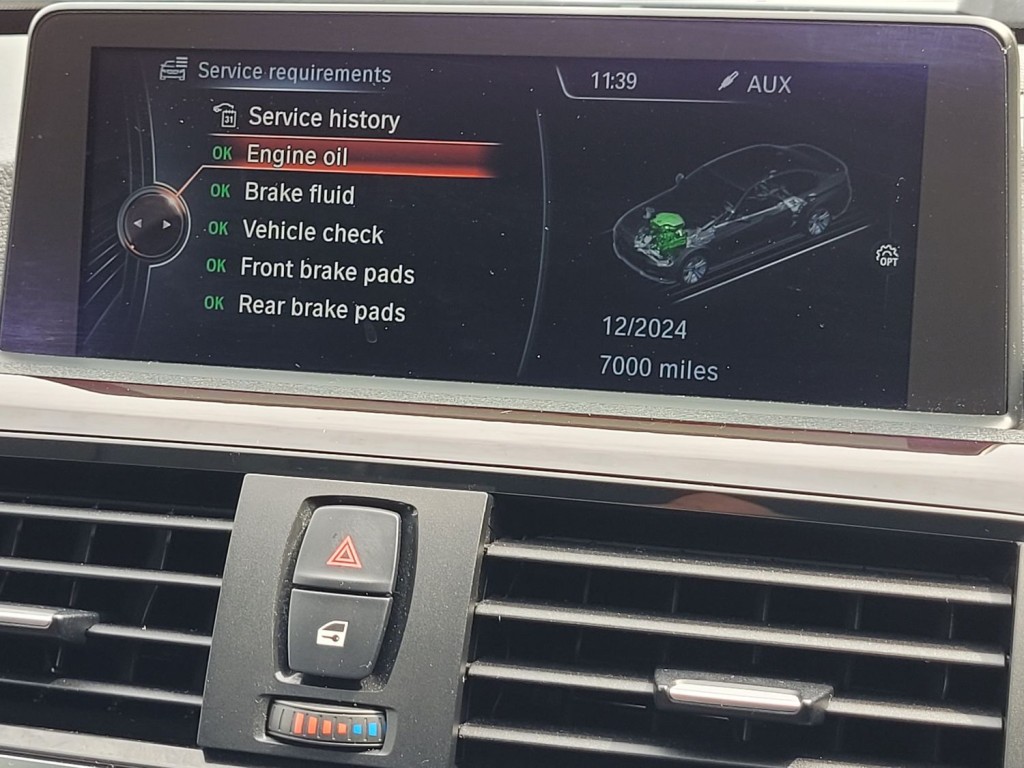 Service requirements
11:39
AUX
31 Service history
OK Engine oil
OK Brake fluid
OK Vehicle check
OK Front brake pads
OK Rear brake pads
OPT
12/2024
7000 miles